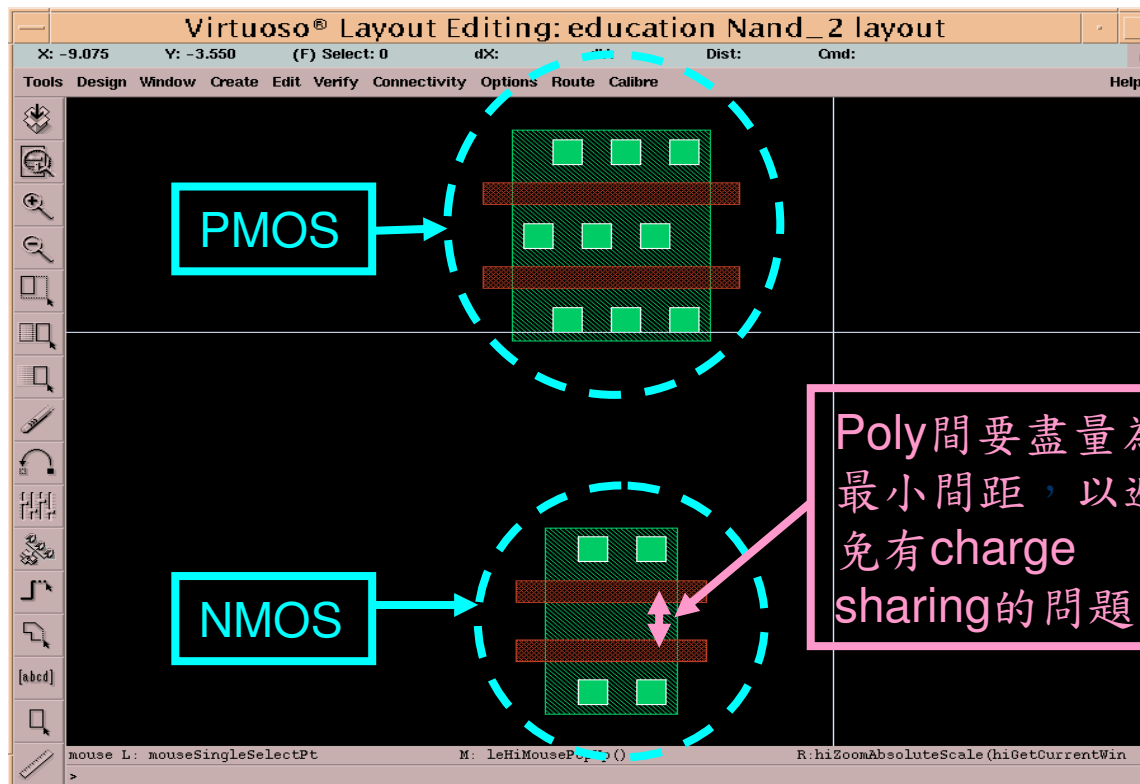 Virtuoso® Layout Editing: education Nand_2 layout
X: -9.075 Y: -3.550 (F) Select: 0 dX: Dist: Cmd:
Tools Design Window Create Edit Verify Connectivity Options Route Calibre Help
PMOS
Poly間要盡量為
最小間距，以避
免有charge
sharing的問題
NMOS
[abcd]
mouse L: mouseSingleSelectPt M: leHiMousePopUp() R:hiZoomAbsoluteScale(hiGetCurrentWin
>